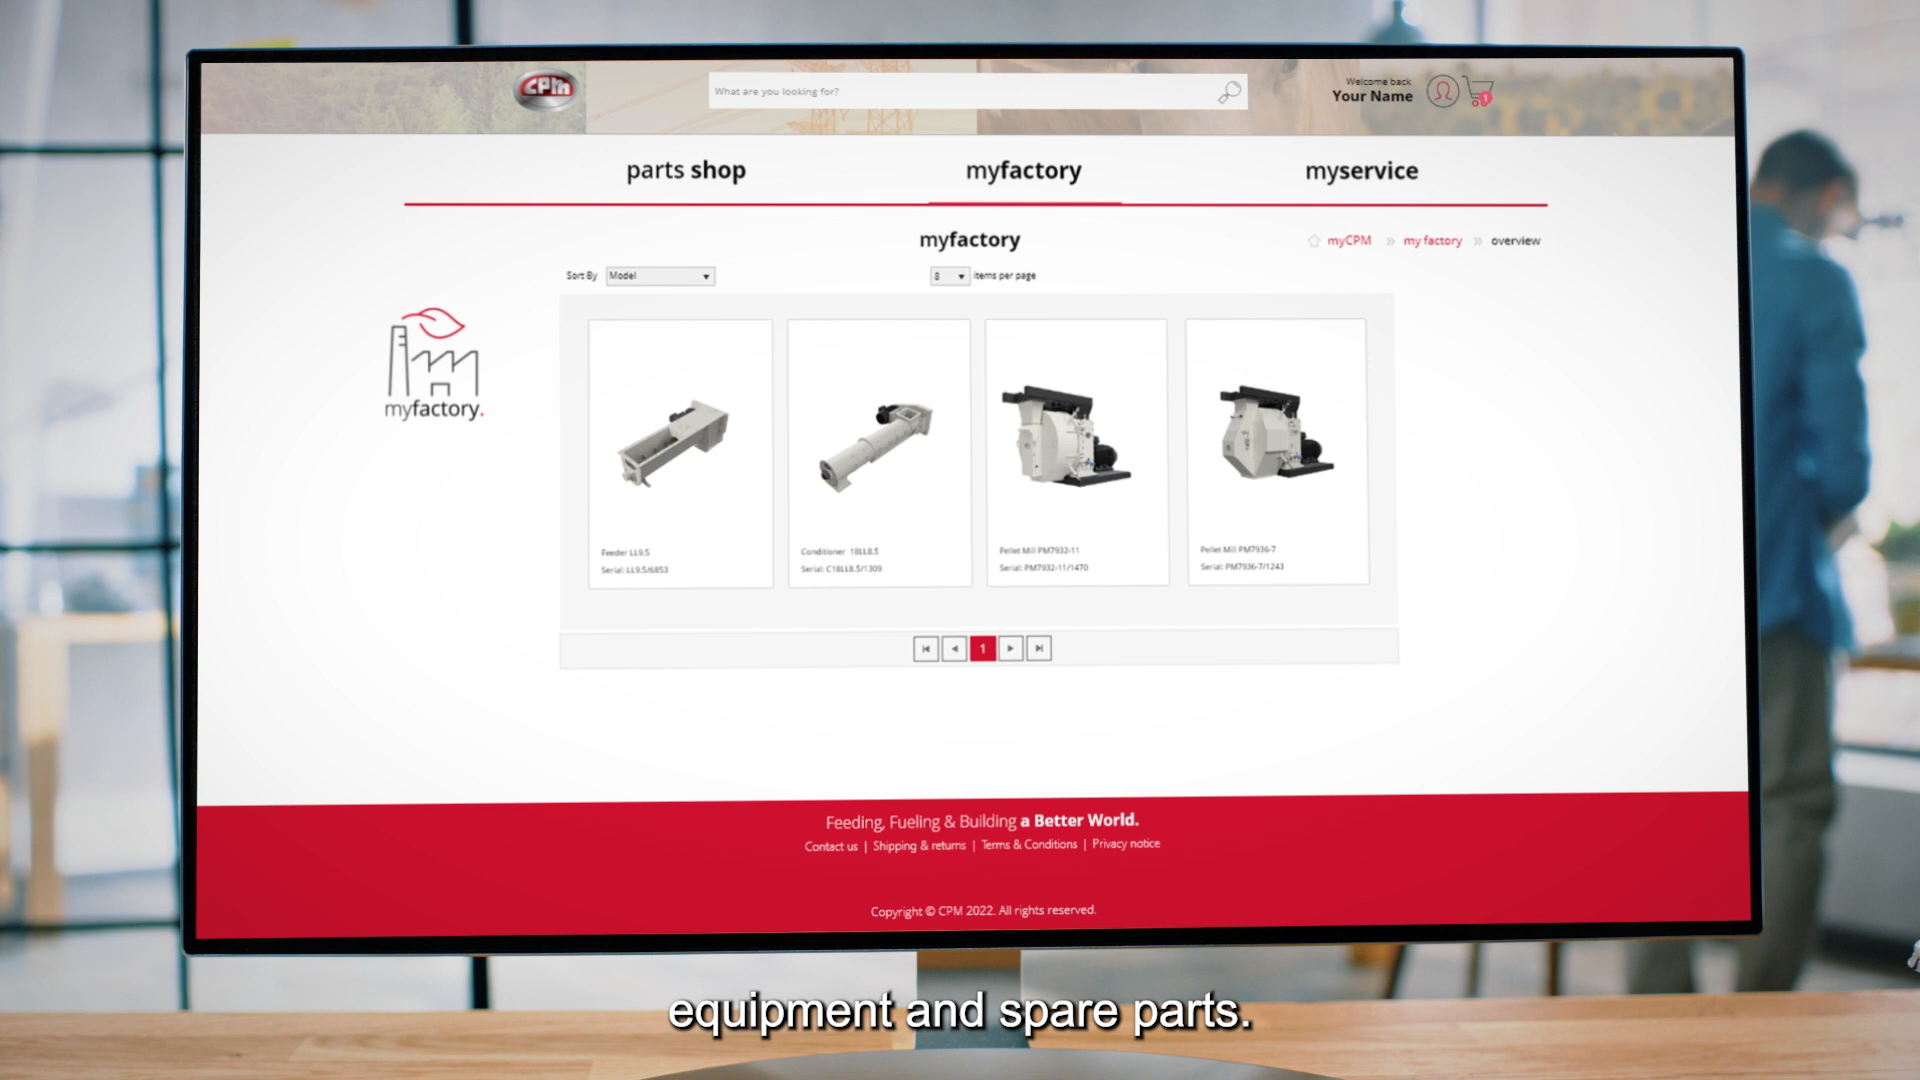 CPM
What are you looking for?
Welcome back
Your Name
1
parts shop
myfactory
myservice
myfactory
myCPM » my factory » overview
Sort By Model
8 items per page
myfactory.
Feeder LL9.5
Serial: LL9.5/6853
Conditioner 18LL8.5
Serial: C18LL8.5/1309
Pellet Mill PM7932-11
Serial: PM7932-11/1470
Pellet Mill PM7936-7
Serial: PM7936-7/1243
1
Feeding, Fueling & Building a Better World.
Contact us | Shipping & returns | Terms & Conditions | Privacy notice
Copyright © CPM 2022. All rights reserved.
equipment and spare parts.